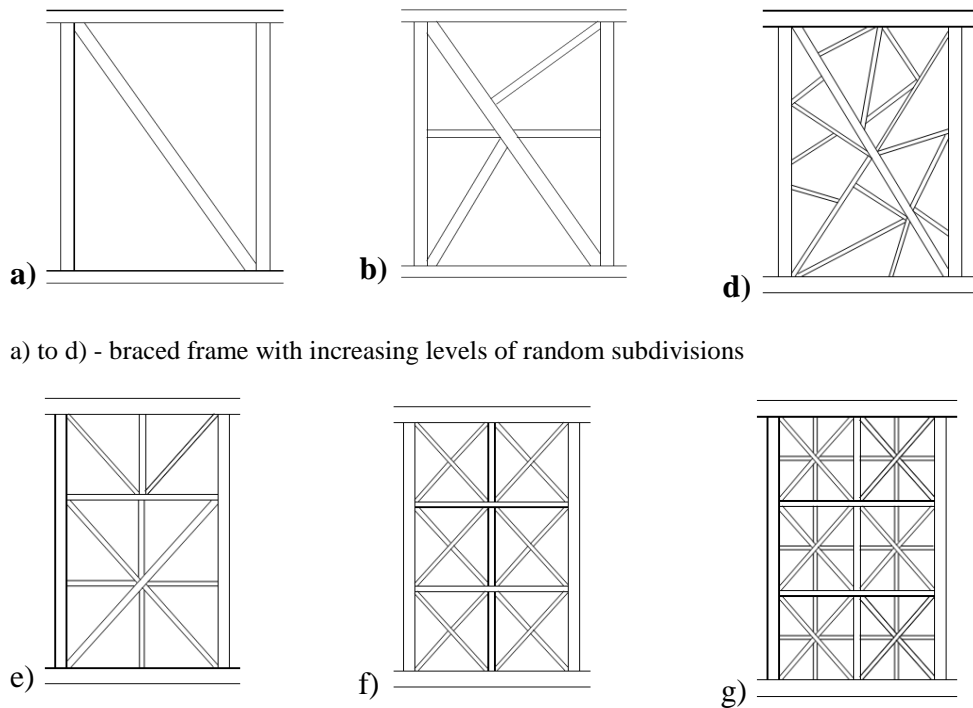 a)
b)
d)
a) to d) - braced frame with increasing levels of random subdivisions
e)
f)
g)